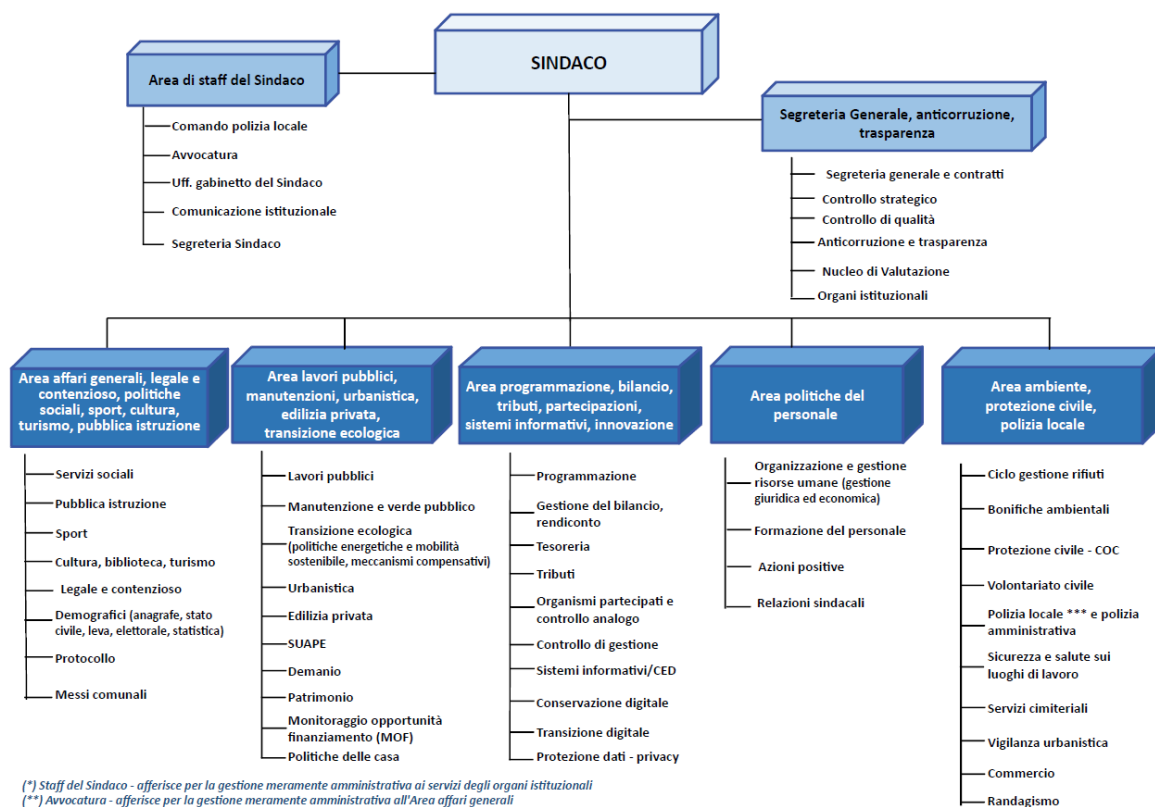 SINDACO
Area di staff del Sindaco
Comando polizia locale
Avvocatura
Uff. gabinetto del Sindaco
Comunicazione istituzionale
Segreteria Sindaco
Segreteria Generale, anticorruzione,
trasparenza
Segreteria generale e contratti
Controllo strategico
Controllo di qualità
Anticorruzione e trasparenza
Nucleo di Valutazione
Organi istituzionali
Area affari generali, legale e
contenzioso, politiche
sociali, sport, cultura,
turismo, pubblica istruzione
Servizi sociali
Pubblica istruzione
Sport
Cultura, biblioteca, turismo
Legale e contenzioso
Demografici (anagrafe, stato
civile, leva, elettorale, statistica)
Protocollo
Messi comunali
Area lavori pubblici,
manutenzioni, urbanistica,
edilizia privata,
transizione ecologica
Lavori pubblici
Manutenzione e verde pubblico
Transizione ecologica
(politiche energetiche e mobilità
sostenibile, meccanismi compensativi)
Urbanistica
Edilizia privata
SUAPE
Demanio
Patrimonio
Monitoraggio opportunità
finanziamento (MOF)
Politiche delle casa
Area programmazione, bilancio,
tributi, partecipazioni,
sistemi informativi, innovazione
Programmazione
Gestione del bilancio,
rendiconto
Tesoreria
Tributi
Organismi partecipati e
controllo analogo
Controllo di gestione
Sistemi informativi/CED
Conservazione digitale
Transizione digitale
Protezione dati - privacy
Area politiche del
personale
Organizzazione e gestione
risorse umane (gestione
giuridica ed economica)
Formazione del personale
Azioni positive
Relazioni sindacali
Area ambiente,
protezione civile,
polizia locale
Ciclo gestione rifiuti
Bonifiche ambientali
Protezione civile - COC
Volontariato civile
Polizia locale *** e polizia
amministrativa
Sicurezza e salute sui
luoghi di lavoro
Servizi cimiteriali
Vigilanza urbanistica
Commercio
Randagismo
(*) Staff del Sindaco - afferisce per la gestione meramente amministrativa ai servizi degli organi istituzionali
(**) Avvocatura - afferisce per la gestione meramente amministrativa all'Area affari generali